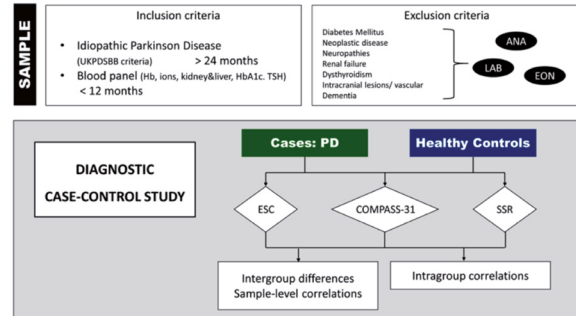 SAMPLE
Inclusion criteria
• Idiopathic Parkinson Disease
(UKPDSBB criteria) > 24 months
• Blood panel (Hb, ions, kidney&liver, HbA1c. TSH)
< 12 months
Exclusion criteria
Diabetes Mellitus
Neoplastic disease
Neuropathies
Renal failure
Dysthyroidism
Intracranial lesions/ vascular
Dementia
ANA
LAB
EON
DIAGNOSTIC
CASE-CONTROL STUDY
Cases: PD
Healthy Controls
ESC
COMPASS-31
SSR
Intergroup differences
Sample-level correlations
Intragroup correlations